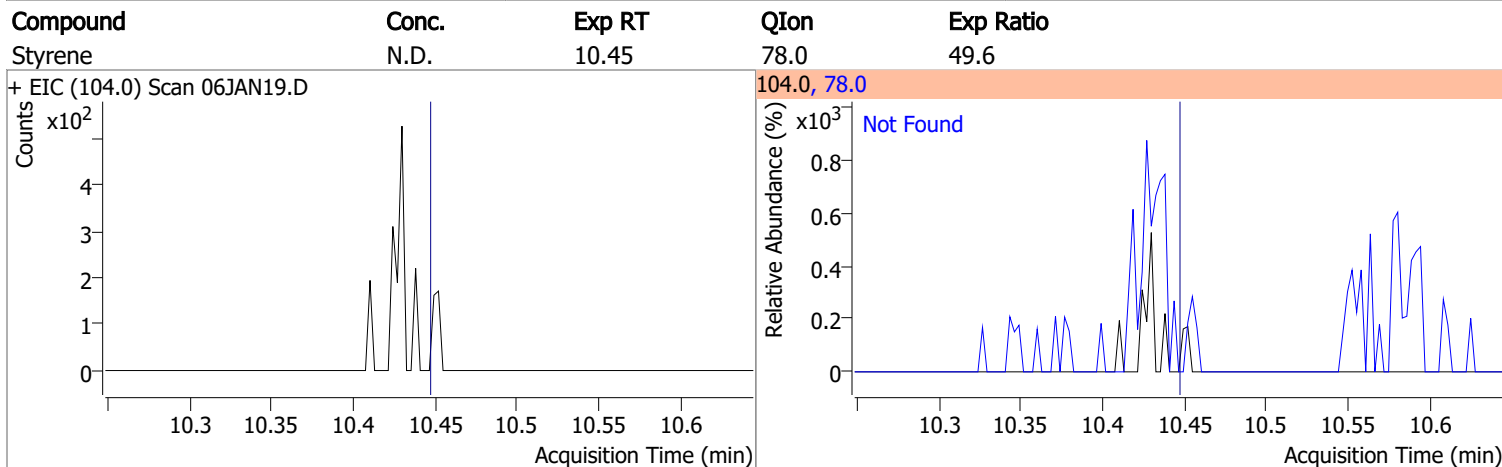 Compound Conc. Exp RT QIon Exp Ratio
Styrene N.D. 10.45 78.0 49.6
+ EIC (104.0) Scan 06JAN19.D
Counts
x10²
4
3
2
1
0
10.3 10.35 10.4 10.45 10.5 10.55 10.6
Acquisition Time (min)
104.0, 78.0
Relative Abundance (%)
x10³
Not Found
0.8
0.6
0.4
0.2
0
10.3 10.35 10.4 10.45 10.5 10.55 10.6
Acquisition Time (min)